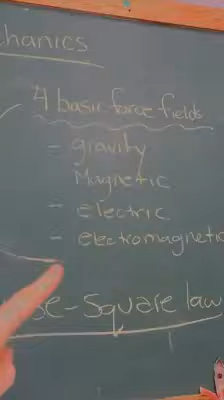 chanics
4 basic force fields
- gravity
Magnetic
- electric
- electromagnetic
se-Square law